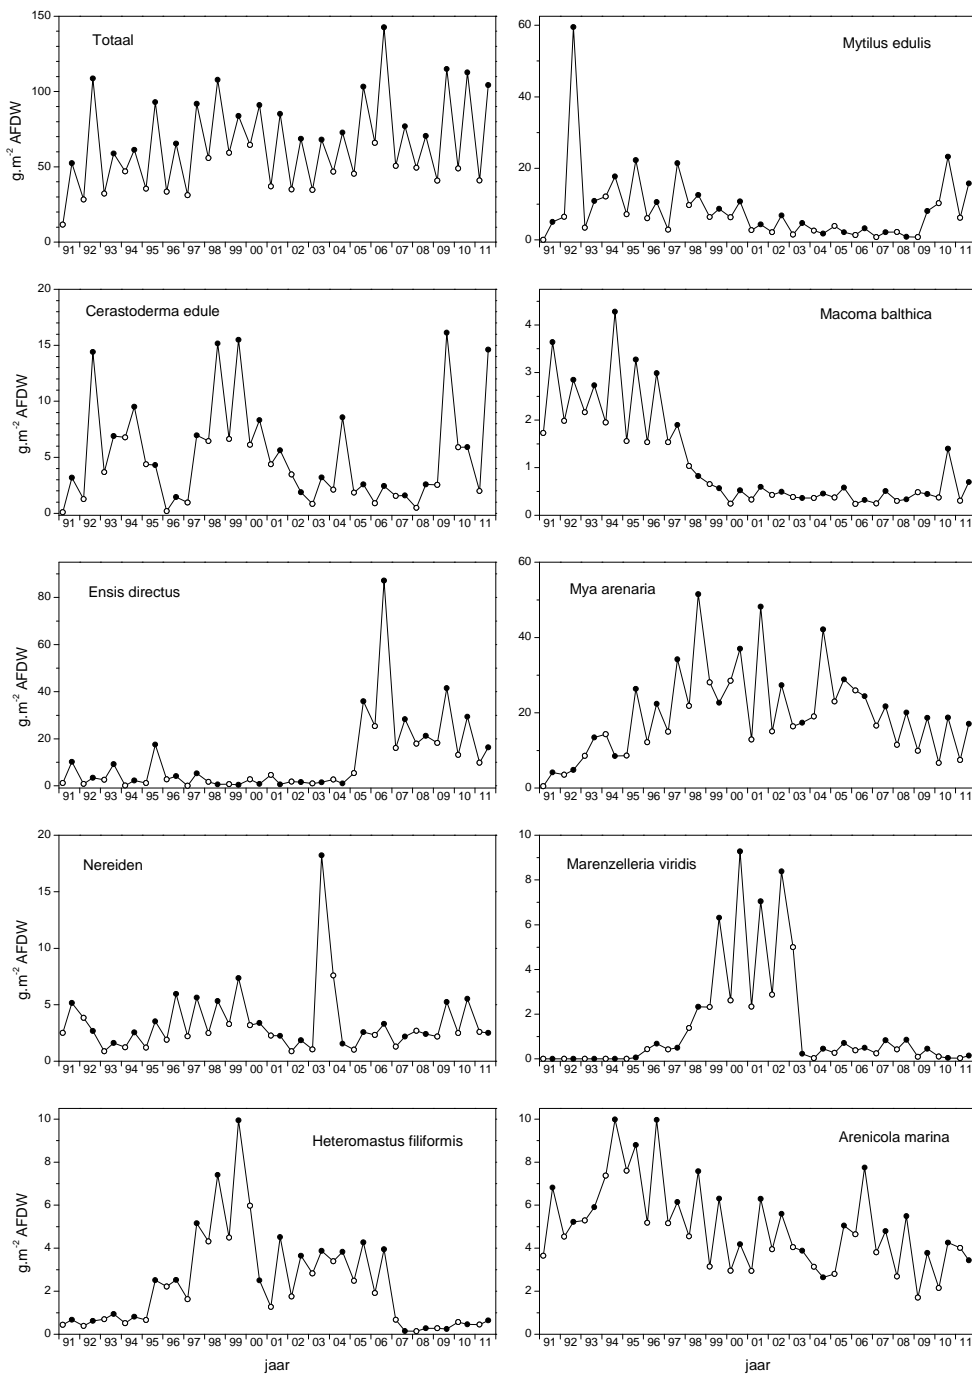 Totaal
g.m-2 AFDW
150
100
50
0
91 92 93 94 95 96 97 98 99 00 01 02 03 04 05 06 07 08 09 10 11
Mytilus edulis
60
40
20
0
91 92 93 94 95 96 97 98 99 00 01 02 03 04 05 06 07 08 09 10 11
Cerastoderma edule
g.m-2 AFDW
20
15
10
5
0
91 92 93 94 95 96 97 98 99 00 01 02 03 04 05 06 07 08 09 10 11
Macoma balthica
4
3
2
1
0
91 92 93 94 95 96 97 98 99 00 01 02 03 04 05 06 07 08 09 10 11
Ensis directus
g.m-2 AFDW
80
60
40
20
0
91 92 93 94 95 96 97 98 99 00 01 02 03 04 05 06 07 08 09 10 11
Mya arenaria
60
40
20
0
91 92 93 94 95 96 97 98 99 00 01 02 03 04 05 06 07 08 09 10 11
Nereiden
g.m-2 AFDW
20
15
10
5
0
91 92 93 94 95 96 97 98 99 00 01 02 03 04 05 06 07 08 09 10 11
Marenzelleria viridis
10
8
6
4
2
0
91 92 93 94 95 96 97 98 99 00 01 02 03 04 05 06 07 08 09 10 11
Heteromastus filiformis
g.m-2 AFDW
10
8
6
4
2
0
91 92 93 94 95 96 97 98 99 00 01 02 03 04 05 06 07 08 09 10 11
jaar
Arenicola marina
10
8
6
4
2
0
91 92 93 94 95 96 97 98 99 00 01 02 03 04 05 06 07 08 09 10 11
jaar